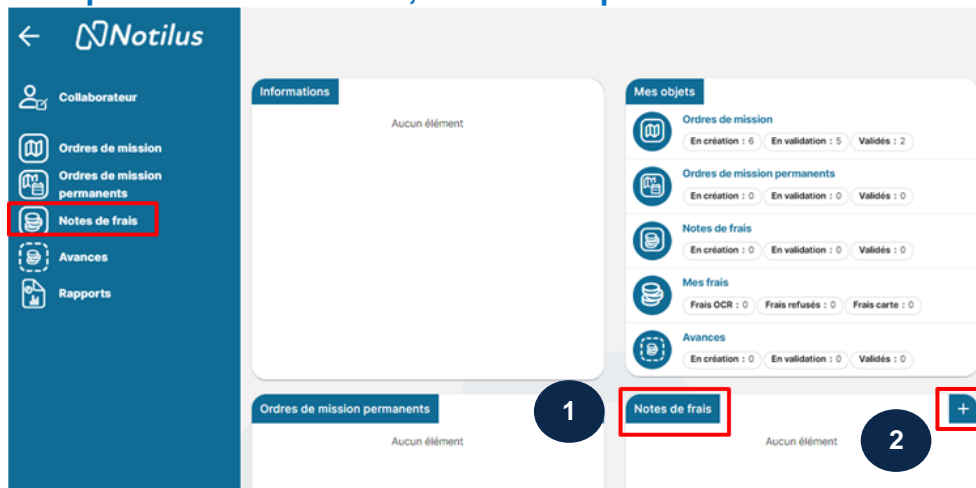 Notilus
Collaborateur
Ordres de mission
Ordres de mission
permanents
Notes de frais
Avances
Rapports
Informations
Aucun élément
Mes objets
Ordres de mission
En création : 6 En validation : 5 Validés : 2
Ordres de mission permanents
En création : 0 En validation : 0 Validés : 0
Notes de frais
En création : 0 En validation : 0 Validés : 0
Mes frais
Frais OCR : 0 Frais refusés : 0 Frais carte : 0
Avances
En création : 0 En validation : 0 Validés : 0
Ordres de mission permanents
Aucun élément
1
Notes de frais
+
Aucun élément
2